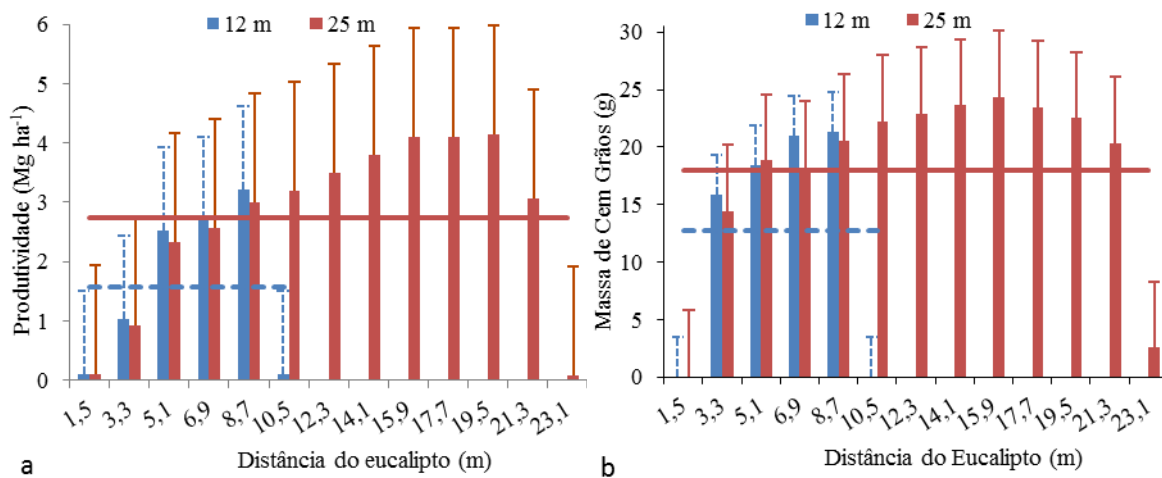 12 m 25 m
Produtividade (Mg ha-1)
6
5
4
3
2
1
0
1,5 3,3 5,1 6,9 8,7 10,5 12,3 14,1 15,9 17,7 19,5 21,3 23,1
Distância do eucalipto (m)
a
12 m 25 m
Massa de Cem Grãos (g)
30
25
20
15
10
5
0
1,5 3,3 5,1 6,9 8,7 10,5 12,3 14,1 15,9 17,7 19,5 21,3 23,1
Distância do Eucalipto (m)
b